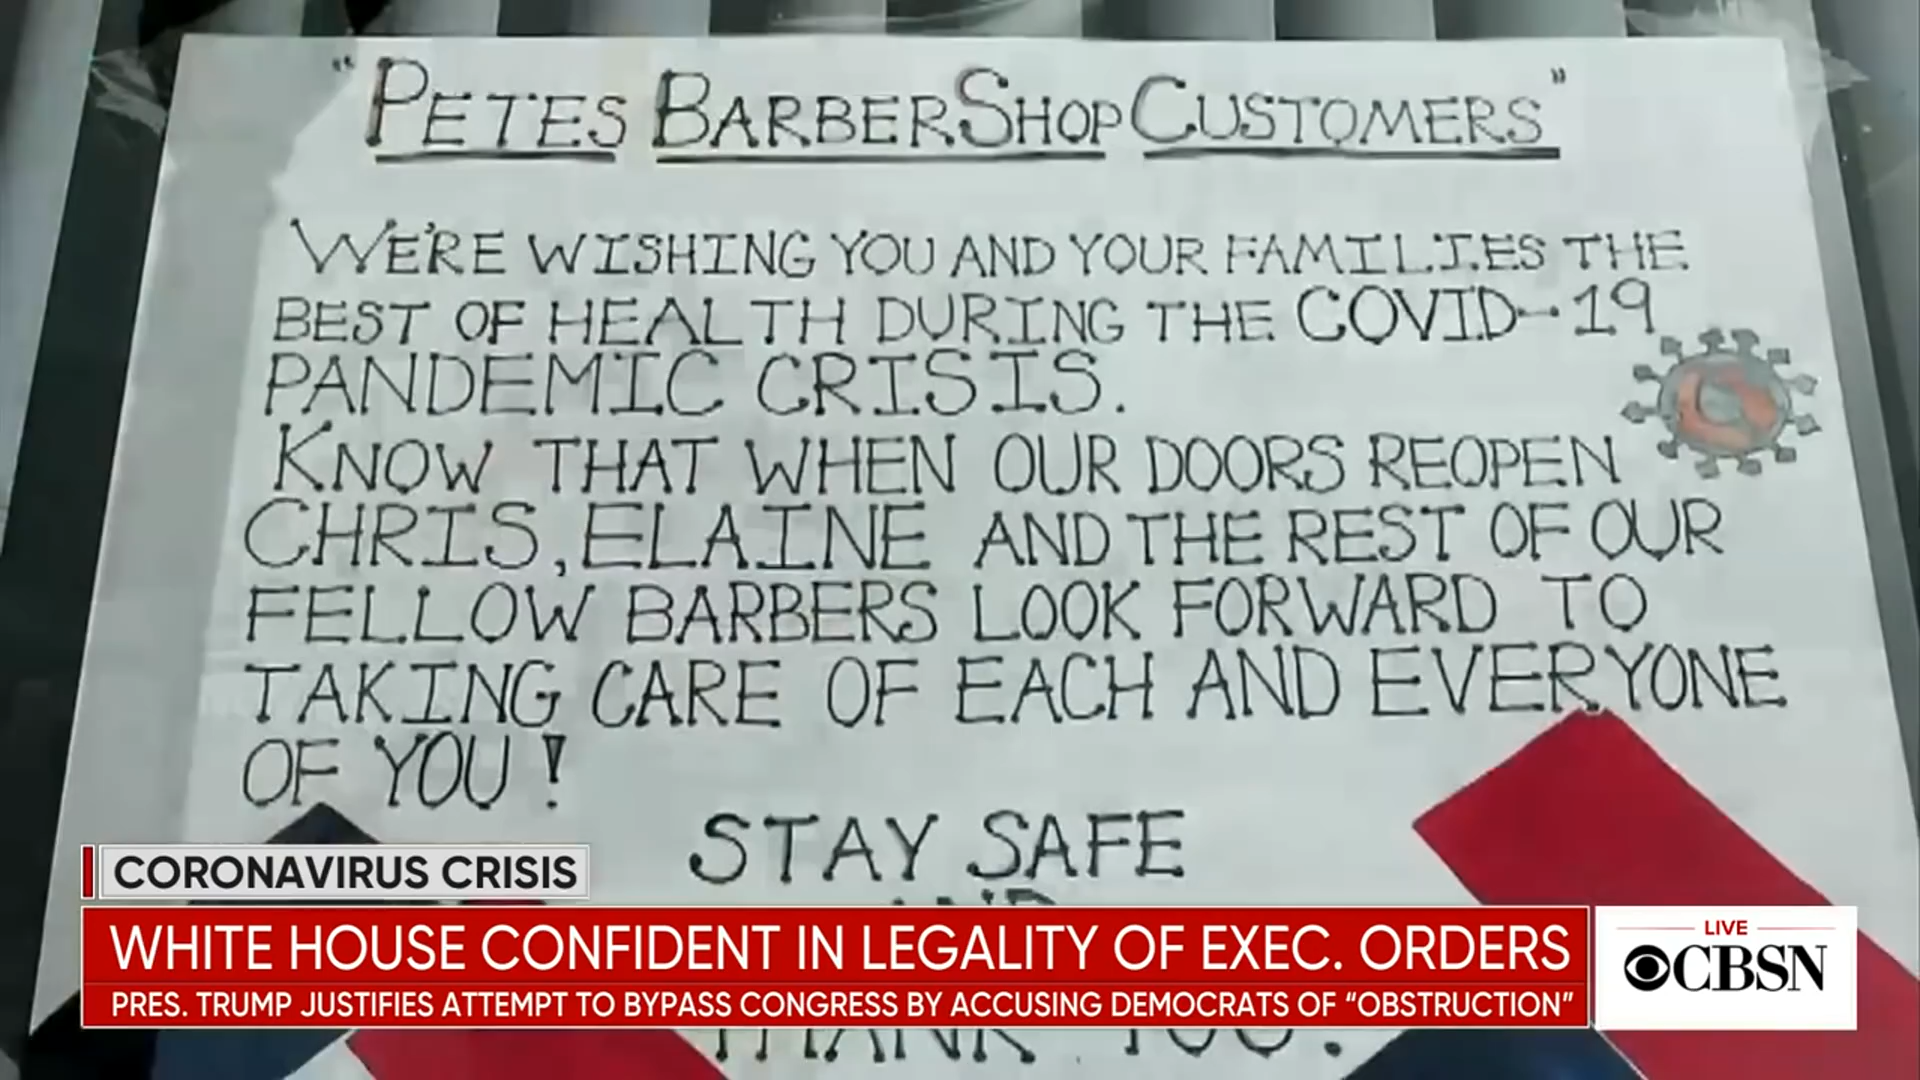 "PETES BARBERSHOP CUSTOMERS"
WE'RE WISHING YOU AND YOUR FAMILIES THE
BEST OF HEALTH DURING THE COVID-19
PANDEMIC CRISIS.
KNOW THAT WHEN OUR DOORS REOPEN
CHRIS, ELAINE AND THE REST OF OUR
FELLOW BARBERS LOOK FORWARD TO
TAKING CARE OF EACH AND EVERYONE
OF YOU!
STAY SAFE
AND
CORONAVIRUS CRISIS
WHITE HOUSE CONFIDENT IN LEGALITY OF EXEC. ORDERS
PRES. TRUMP JUSTIFIES ATTEMPT TO BYPASS CONGRESS BY ACCUSING DEMOCRATS OF “OBSTRUCTION”
LIVE
CBSN
THANK YOU.